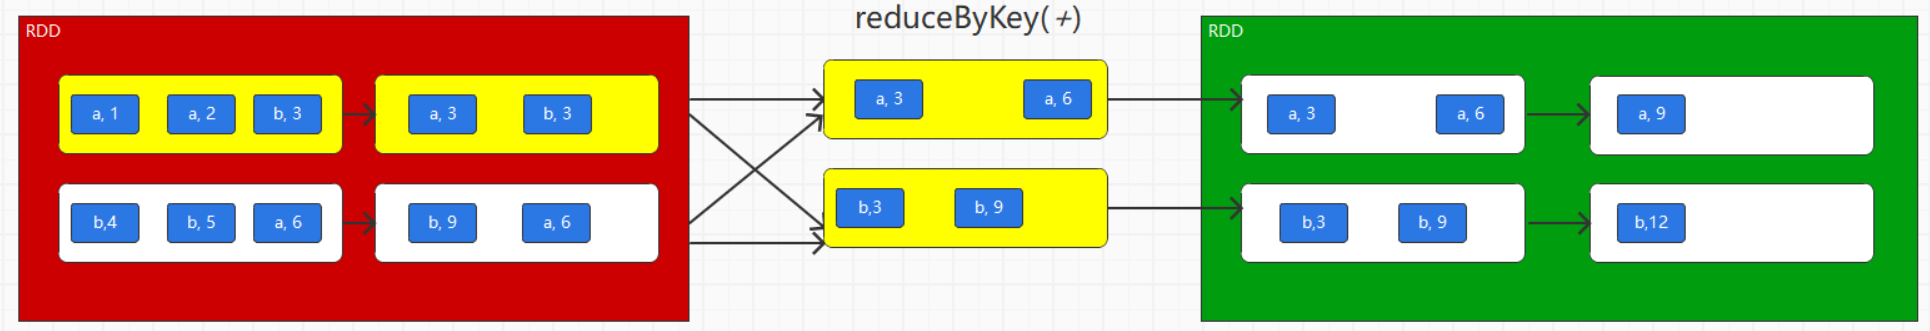 reduceByKey(+)
RDD
a, 1 a, 2 b, 3
a, 3 b, 3
b,4 b, 5 a, 6
b, 9 a, 6
a, 3 a, 6
b,3 b, 9
RDD
a, 3 a, 6
a, 9
b,3 b, 9
b,12